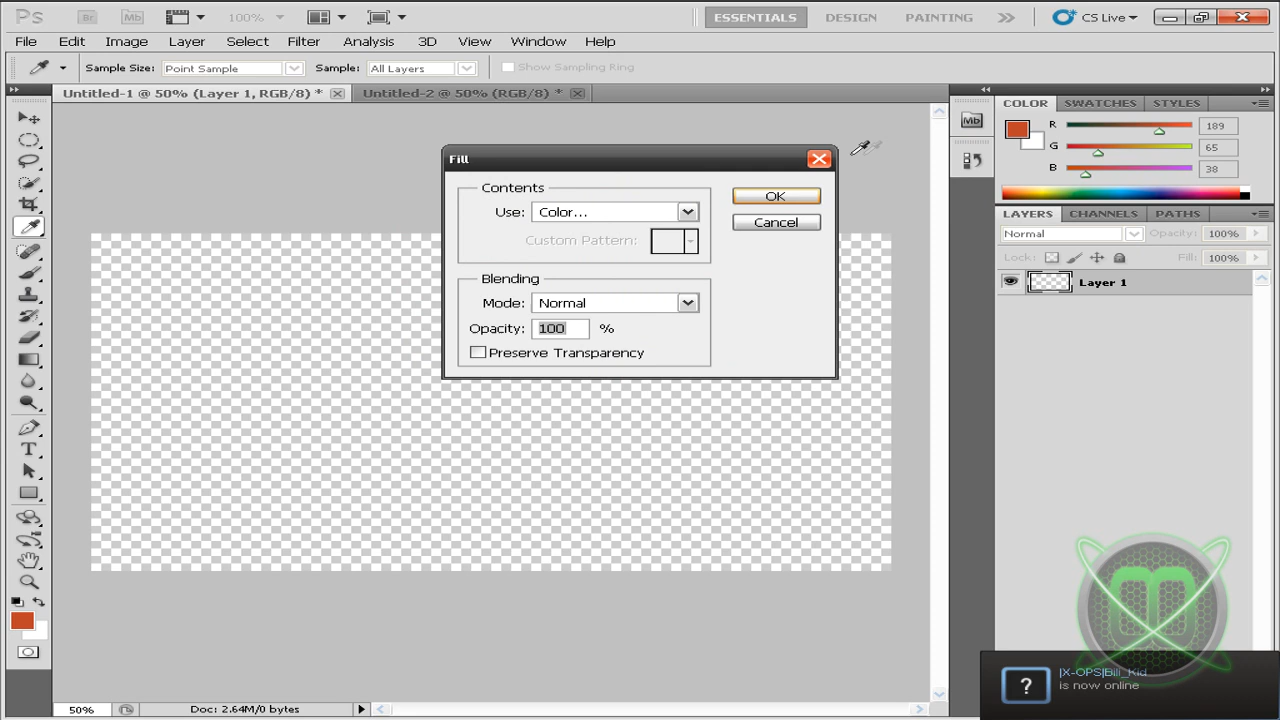 Ps Br Mb 100% ESSENTIALS DESIGN PAINTING CS Live
File Edit Image Layer Select Filter Analysis 3D View Window Help
Sample Size: Point Sample Sample: All Layers Show Sampling Ring
Untitled-1 @ 50% (Layer 1, RGB/8) * Untitled-2 @ 50% (RGB/8) *
COLOR SWATCHES STYLES
Mb
R 189
G 65
B 38
Fill
Contents
Use: Color...
Custom Pattern:
OK
Cancel
Blending
Mode: Normal
Opacity: 100 %
Preserve Transparency
LAYERS CHANNELS PATHS
Normal Opacity: 100%
Lock: Fill: 100%
Layer 1
T
|X-OPS|Bili_Kid
? is now online
50% Doc: 2.64M/0 bytes